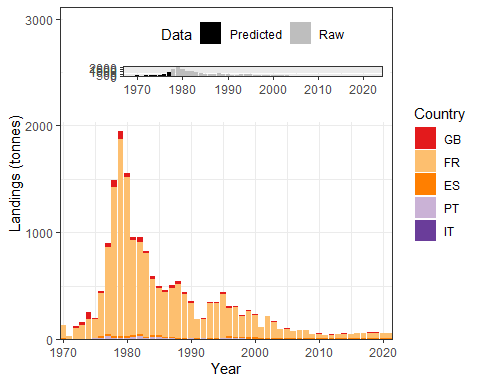 3000
Data Predicted Raw
1970 1980 1990 2000 2010 2020
Country
GB
FR
ES
PT
IT
2000
Landings (tonnes)
1000
0
1970 1980 1990 2000 2010 2020
Year